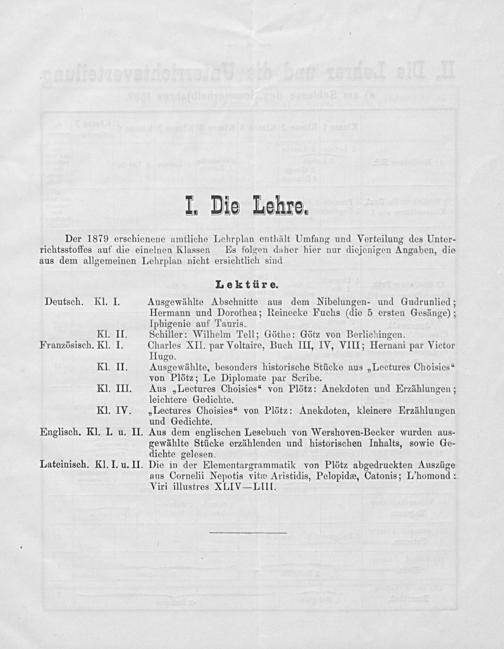 I. Die Lehre.
Der 1879 erschienene amtliche Lehrplan enthält Umfang und Verteilung des Unter-
richtsstoffes auf die einelnen Klassen Es folgen daher hier nur diejenigen Angaben, die
aus dem allgemeinen Lehrplan nicht ersichtlich sind
Lektüre.
Deutsch. Kl. I. Ausgewählte Abschnitte aus dem Nibelungen- und Gudrunlied;
Hermann und Dorothea; Reinecke Fuchs (die 5 ersten Gesänge);
Iphigenie auf Tauris.
Kl. II. Schiller: Wilhelm Tell; Göthe: Götz von Berlichingen.
Französisch. Kl. I. Charles XII. par Voltaire, Buch III, IV, VIII; Hernani par Victor
Hugo.
Kl. II. Ausgewählte, besonders historische Stücke aus „Lectures Choisies“
von Plötz; Le Diplomate par Scribe.
Kl. III. Aus „Lectures Choisies“ von Plötz: Anekdoten und Erzählungen;
leichtere Gedichte.
Kl. IV. „Lectures Choisies“ von Plötz: Anekdoten, kleinere Erzählungen
und Gedichte.
Englisch. Kl. I. u. II. Aus dem englischen Lesebuch von Wershoven-Becker wurden aus-
gewählte Stücke erzählenden und historischen Inhalts, sowie Ge-
dichte gelesen.
Lateinisch. Kl. I. u. II. Die in der Elementargrammatik von Plötz abgedruckten Auszüge
aus Cornelii Nepotis vitæ Aristidis, Pelopidæ, Catonis; L'homond:
Viri illustres XLIV—LIII.